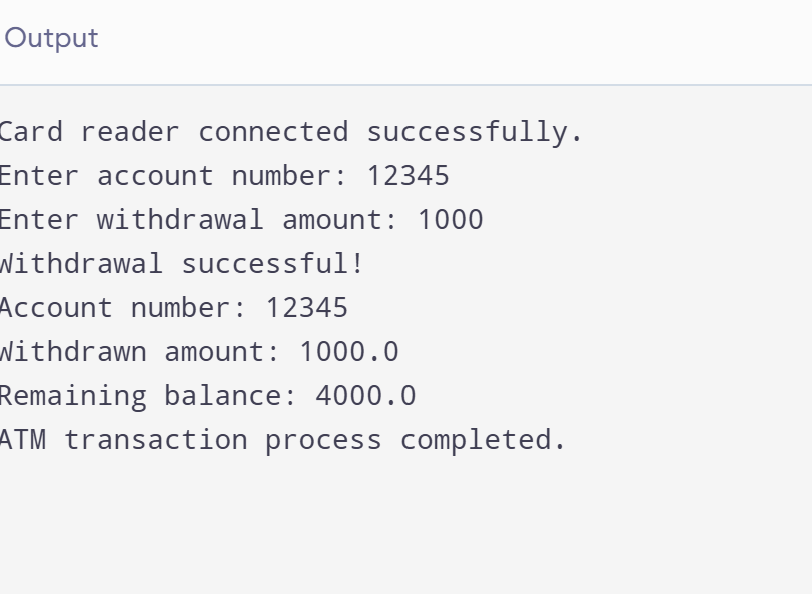 Output
Card reader connected successfully.
Enter account number: 12345
Enter withdrawal amount: 1000
Withdrawal successful!
Account number: 12345
Withdrawn amount: 1000.0
Remaining balance: 4000.0
ATM transaction process completed.